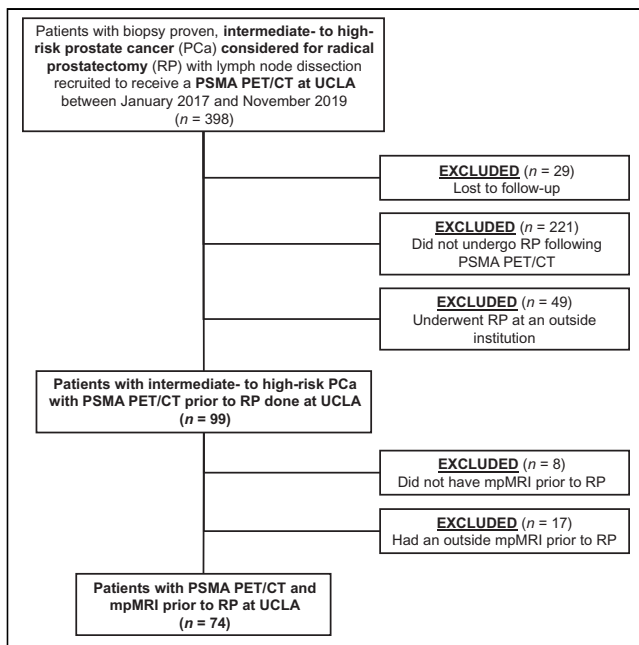 Patients with biopsy proven, intermediate- to high-
risk prostate cancer (PCa) considered for radical
prostatectomy (RP) with lymph node dissection
recruited to receive a PSMA PET/CT at UCLA
between January 2017 and November 2019
(n = 398)
EXCLUDED (n = 29)
Lost to follow-up
EXCLUDED (n = 221)
Did not undergo RP following
PSMA PET/CT
EXCLUDED (n = 49)
Underwent RP at an outside
institution
Patients with intermediate- to high-risk PCa
with PSMA PET/CT prior to RP done at UCLA
(n = 99)
EXCLUDED (n = 8)
Did not have mpMRI prior to RP
EXCLUDED (n = 17)
Had an outside mpMRI prior to RP
Patients with PSMA PET/CT and
mpMRI prior to RP at UCLA
(n = 74)